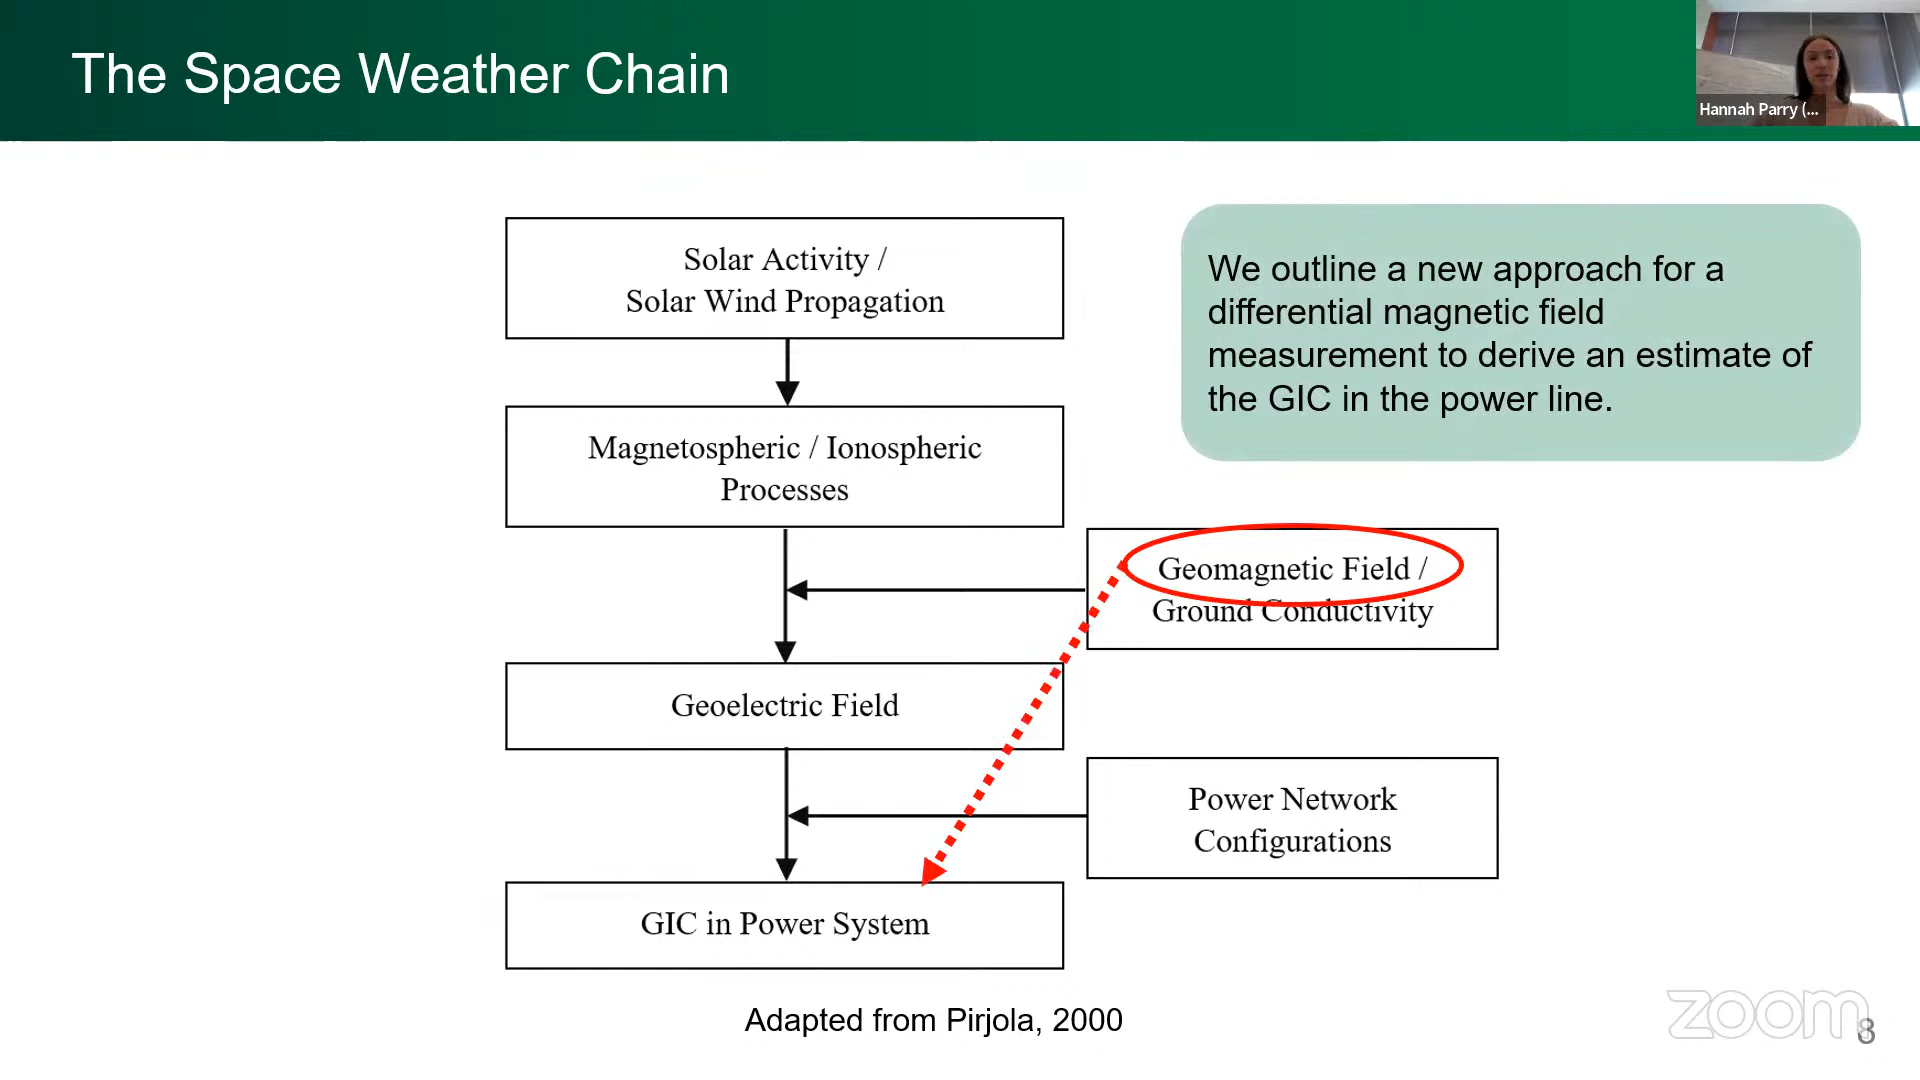 The Space Weather Chain
Hannah Parry (...
Solar Activity /
Solar Wind Propagation
We outline a new approach for a
differential magnetic field
measurement to derive an estimate of
the GIC in the power line.
Magnetospheric / Ionospheric
Processes
Geomagnetic Field /
Ground Conductivity
Geoelectric Field
Power Network
Configurations
GIC in Power System
Adapted from Pirjola, 2000
zoom
8